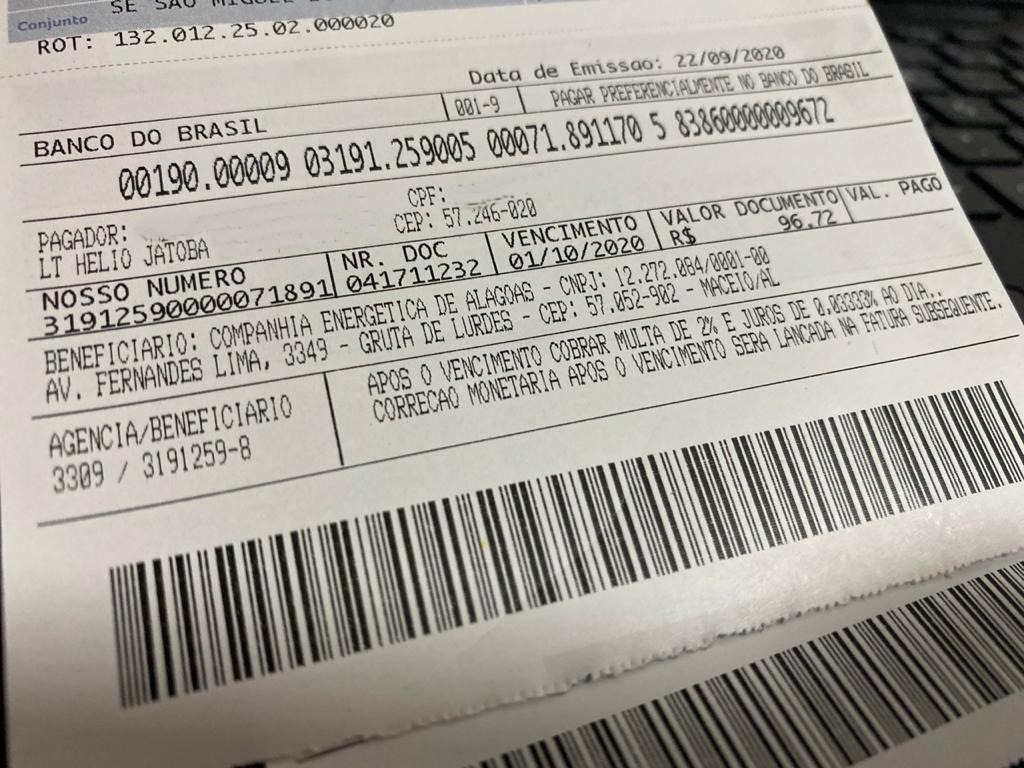 SE SAO MIGUEL
Conjunto
ROT: 132.012.25.02.000020
Data de Emissao: 22/09/2020
BANCO DO BRASIL 001-9 PAGAR PREFERENCIALMENTE NO BANCO DO BRASIL
00190.00009 03191.259005 00071.891170 5 83860000009672
PAGADOR: CPF:
LT HELIO JATOBA CEP: 57.246-020
NOSSO NUMERO NR. DOC VENCIMENTO VALOR DOCUMENTO VAL. PAGO
31912590000071891 041711232 01/10/2020 R$ 96,72
BENEFICIARIO: COMPANHIA ENERGETICA DE ALAGOAS - CNPJ: 12.272.084/0001-00
AV. FERNANDES LIMA, 3349 - GRUTA DE LURDES - CEP: 57.052-902 - MACEIO/AL
AGENCIA/BENEFICIARIO
3309 / 3191259-8
APOS O VENCIMENTO COBRAR MULTA DE 2% E JUROS DE 0,03333% AO DIA..
CORRECAO MONETARIA APOS O VENCIMENTO SERA LANCADA NA FATURA SUBSEQUENTE.